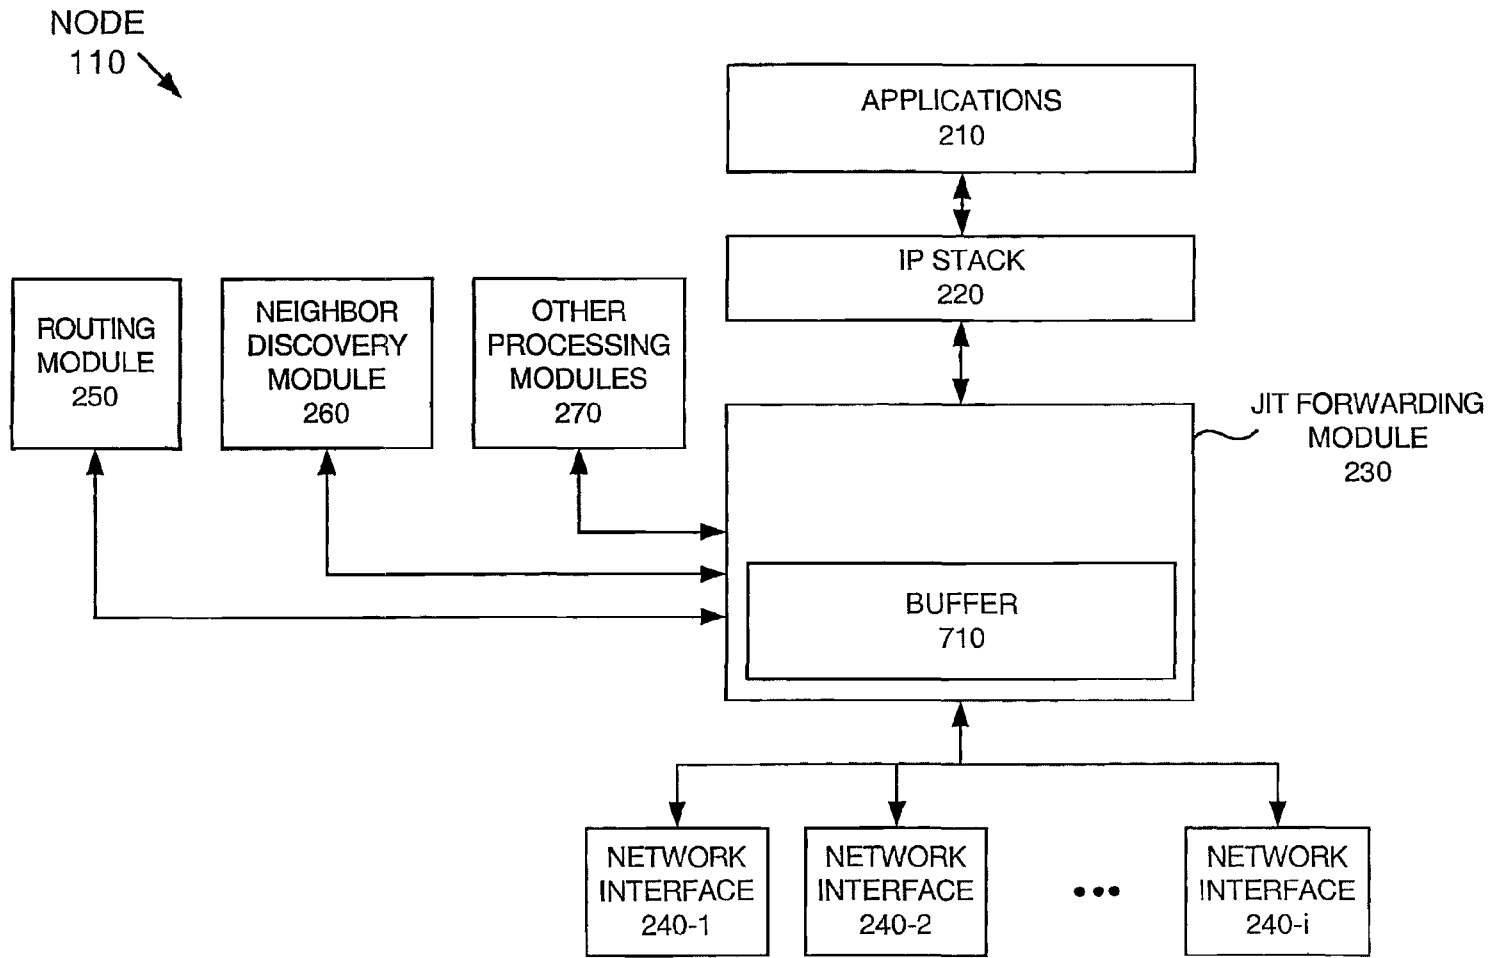 NODE
110
APPLICATIONS
210
IP STACK
220
ROUTING
MODULE
250
NEIGHBOR
DISCOVERY
MODULE
260
OTHER
PROCESSING
MODULES
270
JIT FORWARDING
MODULE
230
BUFFER
710
NETWORK
INTERFACE
240-1
NETWORK
INTERFACE
240-2
•••
NETWORK
INTERFACE
240-i